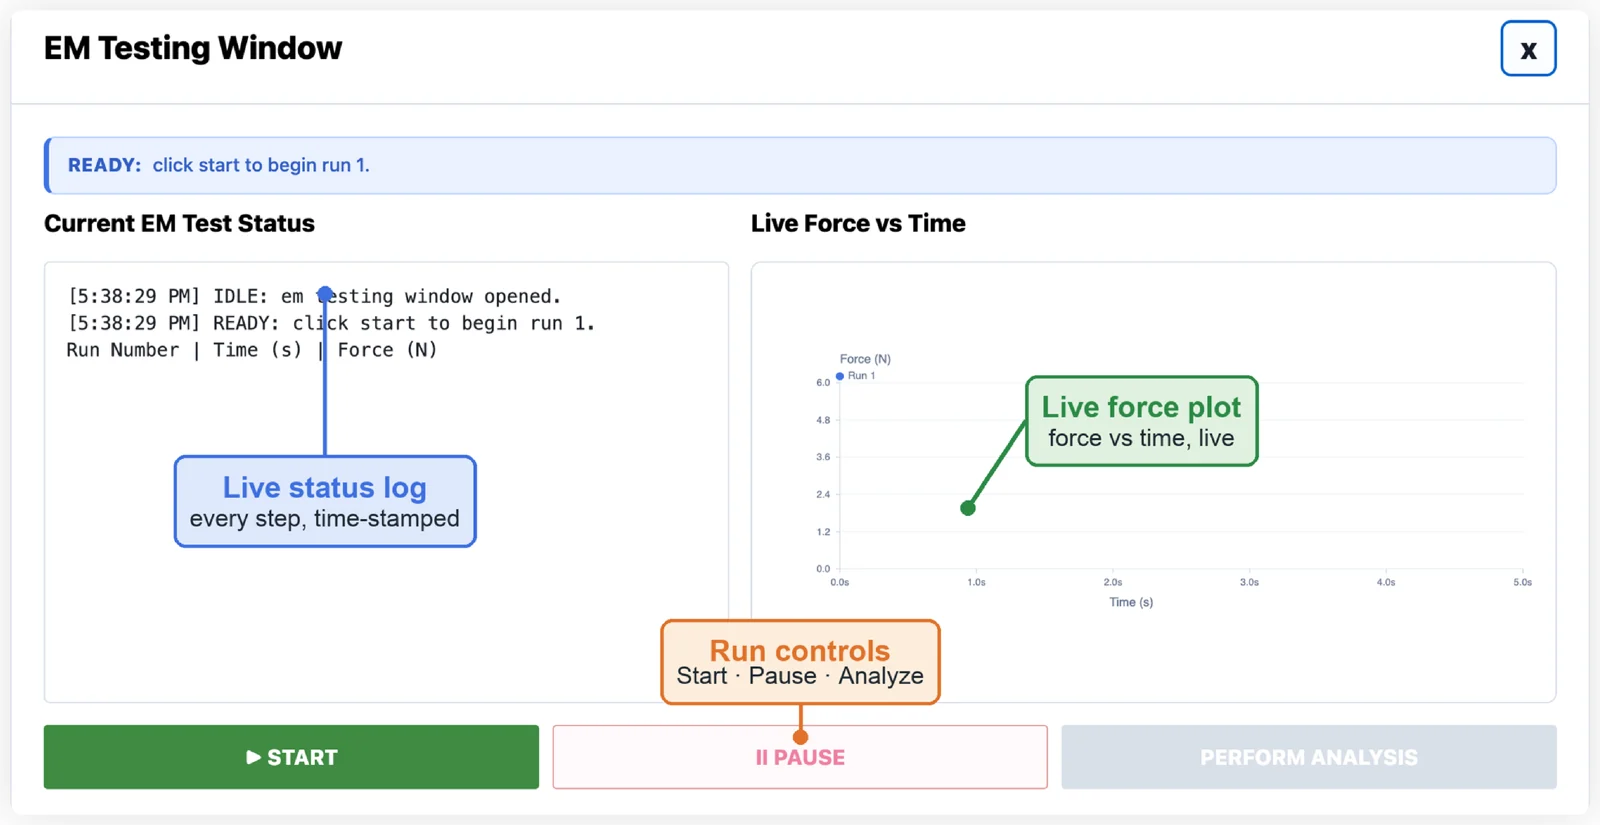 EM Testing Window
X
READY: click start to begin run 1.
Current EM Test Status
Live Force vs Time
[5:38:29 PM] IDLE: em testing window opened.
[5:38:29 PM] READY: click start to begin run 1.
Run Number | Time (s) | Force (N)
Live status log
every step, time-stamped
Force (N)
Run 1
6.0
4.8
3.6
2.4
1.2
0.0
0.0s 1.0s 2.0s 3.0s 4.0s 5.0s
Time (s)
Live force plot
force vs time, live
Run controls
Start · Pause · Analyze
START
PAUSE
PERFORM ANALYSIS